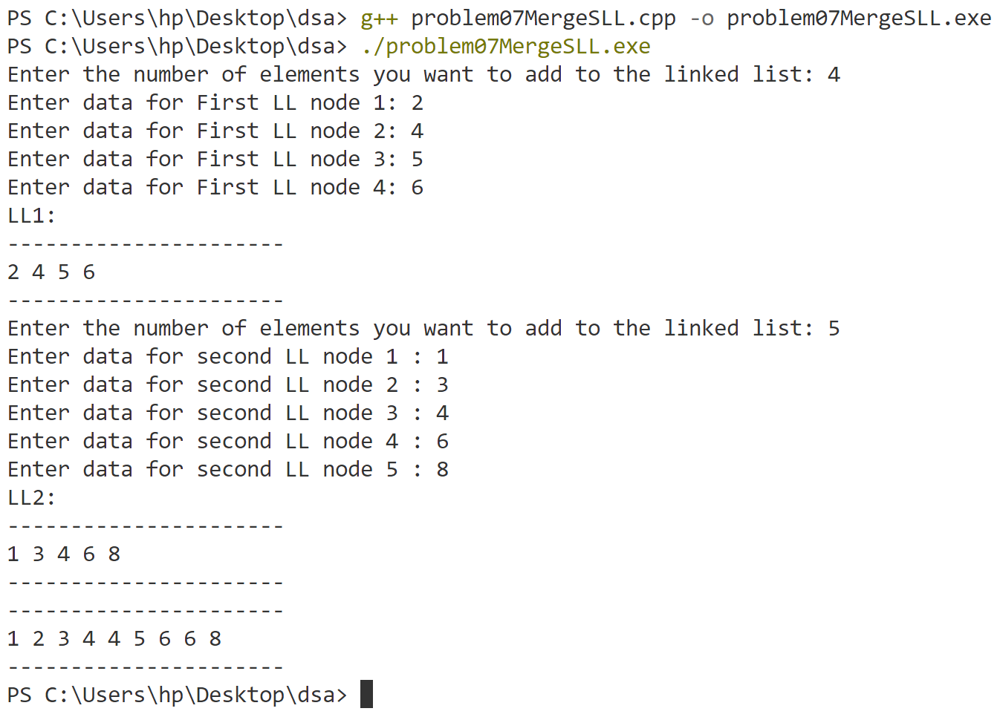 PS C:\Users\hp\Desktop\dsa> g++ problem07MergeSLL.cpp -o problem07MergeSLL.exe
PS C:\Users\hp\Desktop\dsa> ./problem07MergeSLL.exe
Enter the number of elements you want to add to the linked list: 4
Enter data for First LL node 1: 2
Enter data for First LL node 2: 4
Enter data for First LL node 3: 5
Enter data for First LL node 4: 6
LL1:
----------------------
2 4 5 6
----------------------
Enter the number of elements you want to add to the linked list: 5
Enter data for second LL node 1 : 1
Enter data for second LL node 2 : 3
Enter data for second LL node 3 : 4
Enter data for second LL node 4 : 6
Enter data for second LL node 5 : 8
LL2:
----------------------
1 3 4 6 8
----------------------
----------------------
1 2 3 4 4 5 6 6 8
----------------------
PS C:\Users\hp\Desktop\dsa>